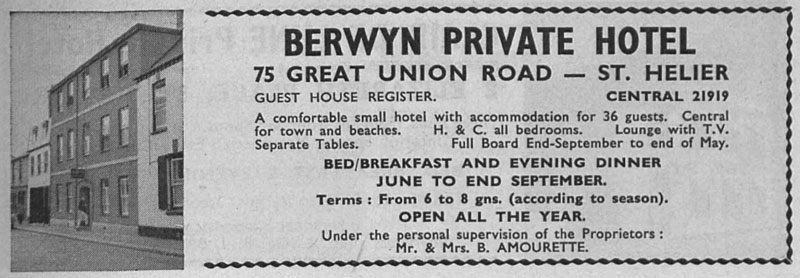 BERWYN PRIVATE HOTEL
75 GREAT UNION ROAD — ST. HELIER
GUEST HOUSE REGISTER. CENTRAL 21919
A comfortable small hotel with accommodation for 36 guests. Central
for town and beaches. H. & C. all bedrooms. Lounge with T.V.
Separate Tables. Full Board End-September to end of May.
BED/BREAKFAST AND EVENING DINNER
JUNE TO END SEPTEMBER.
Terms : From 6 to 8 gns. (according to season).
OPEN ALL THE YEAR.
Under the personal supervision of the Proprietors :
Mr. & Mrs. B. AMOURETTE.